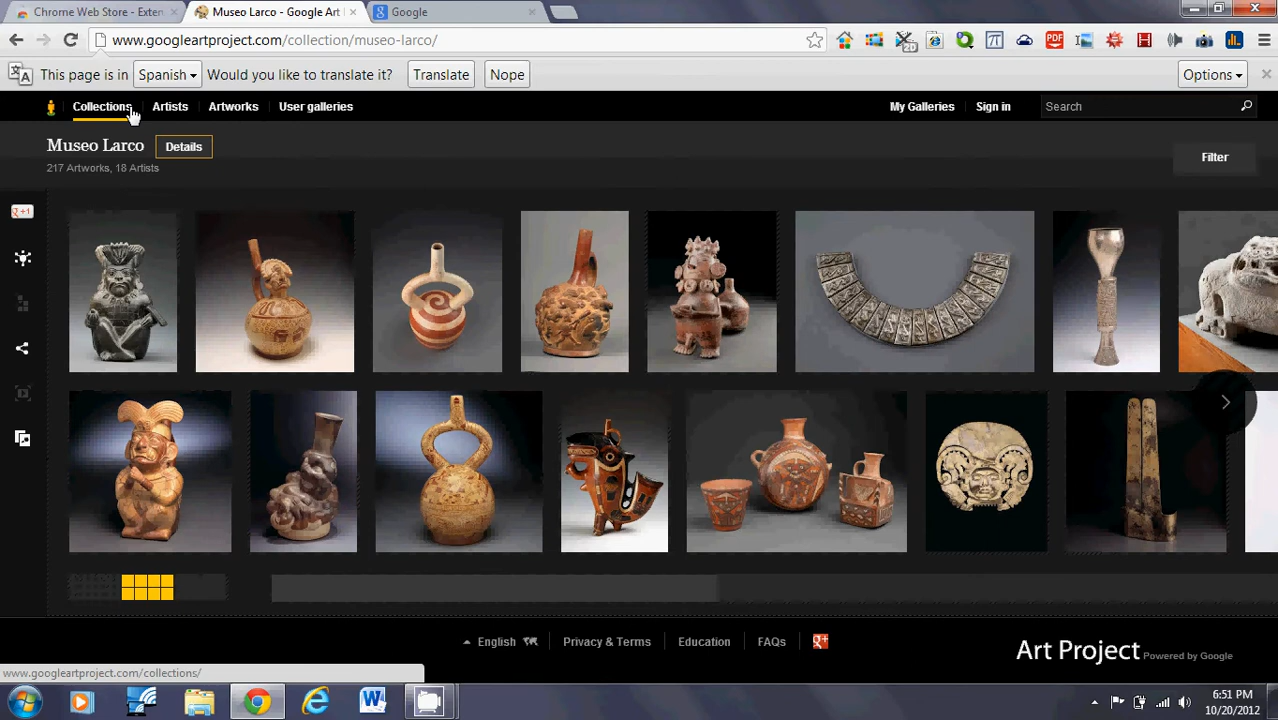 Chrome Web Store - Exten
Museo Larco - Google Art
Google
www.googleartproject.com/collection/museo-larco/
This page is in Spanish Would you like to translate it? Translate Nope Options
Collections Artists Artworks User galleries My Galleries Sign in Search
Museo Larco Details
217 Artworks, 18 Artists
Filter
+1
English Privacy & Terms Education FAQs
Art Project Powered by Google
www.googleartproject.com/collections/
6:51 PM
10/20/2012